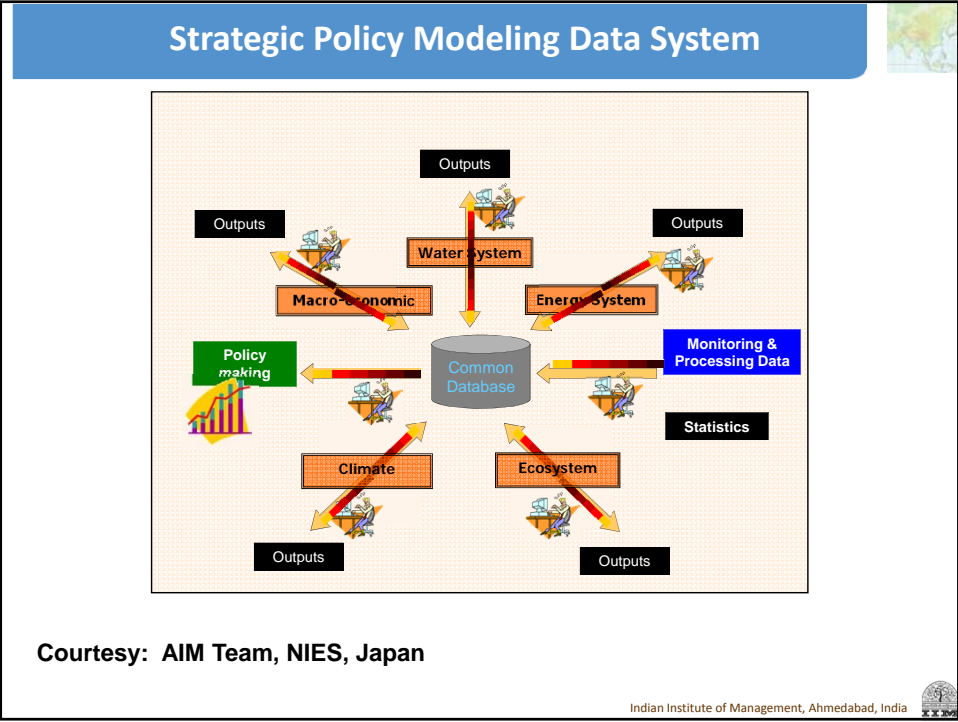 Strategic Policy Modeling Data System
Outputs
Outputs
Outputs
Water System
Macro-economic
Energy System
Policy
making
Common
Database
Monitoring &
Processing Data
Statistics
Climate
Ecosystem
Outputs
Outputs
Courtesy: AIM Team, NIES, Japan
Indian Institute of Management, Ahmedabad, India